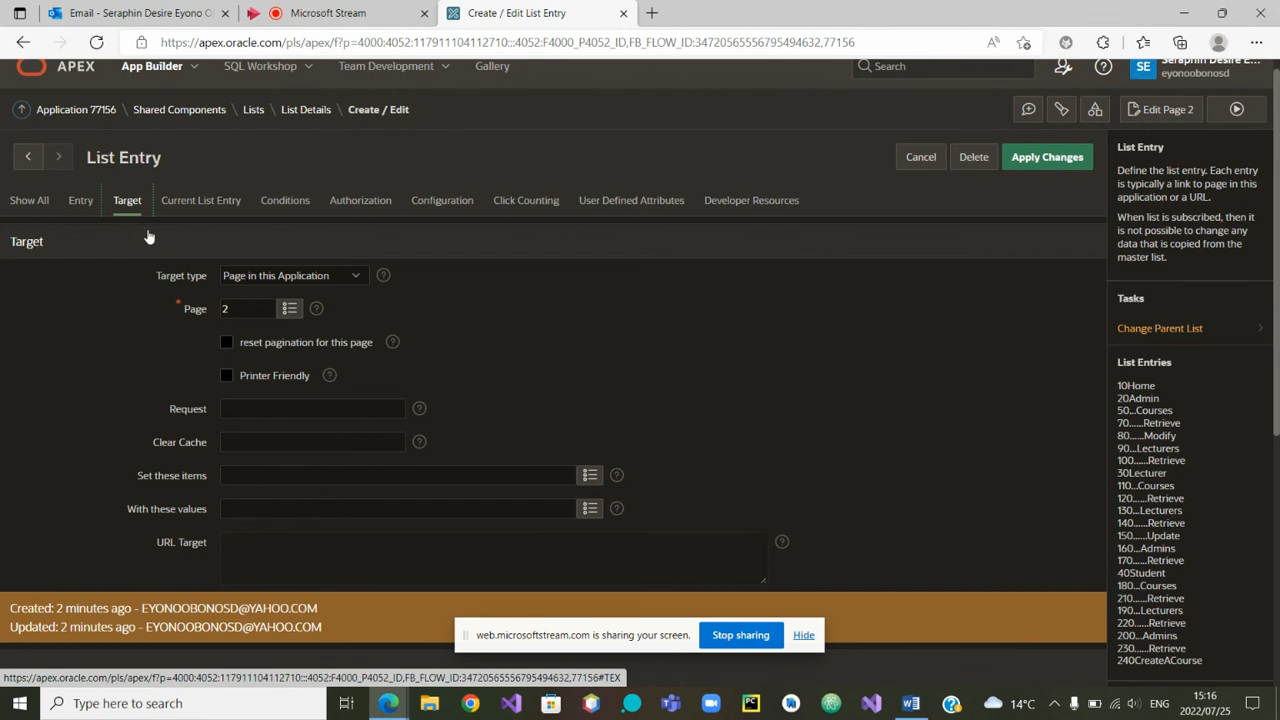 Email - Seraphin Desire Eyono O
Microsoft Stream
Create / Edit List Entry
https://apex.oracle.com/pls/apex/f?p=4000:4052:117911104112710:::4052:F4000_P4052_ID,FB_FLOW_ID:34720565556795494632,77156
APEX
App Builder
SQL Workshop
Team Development
Gallery
Search
SE
Seraphin Desire E...
eyonoobonosd
Application 77156
Shared Components
Lists
List Details
Create / Edit
Edit Page 2
List Entry
Cancel
Delete
Apply Changes
Show All
Entry
Target
Current List Entry
Conditions
Authorization
Configuration
Click Counting
User Defined Attributes
Developer Resources
Target
Target type
Page in this Application
Page
2
reset pagination for this page
Printer Friendly
Request
Clear Cache
Set these items
With these values
URL Target
Created: 2 minutes ago - EYONOOBONOSD@YAHOO.COM
Updated: 2 minutes ago - EYONOOBONOSD@YAHOO.COM
List Entry
Define the list entry. Each entry
is typically a link to page in this
application or a URL.
When list is subscribed, then it
is not possible to change any
data that is copied from the
master list.
Tasks
Change Parent List
List Entries
10Home
20Admin
50...Courses
70......Retrieve
80......Modify
90...Lecturers
100......Retrieve
30Lecturer
110...Courses
120......Retrieve
130...Lecturers
140......Retrieve
150......Update
160...Admins
170......Retrieve
40Student
180...Courses
210......Retrieve
190...Lecturers
220......Retrieve
200...Admins
230......Retrieve
240CreateACourse
web.microsoftstream.com is sharing your screen.
Stop sharing
Hide
https://apex.oracle.com/pls/apex/f?p=4000:4052:117911104112710:::4052:F4000_P4052_ID,FB_FLOW_ID:34720565556795494632,77156#TEX
Type here to search
14°C
ENG
15:16
2022/07/25